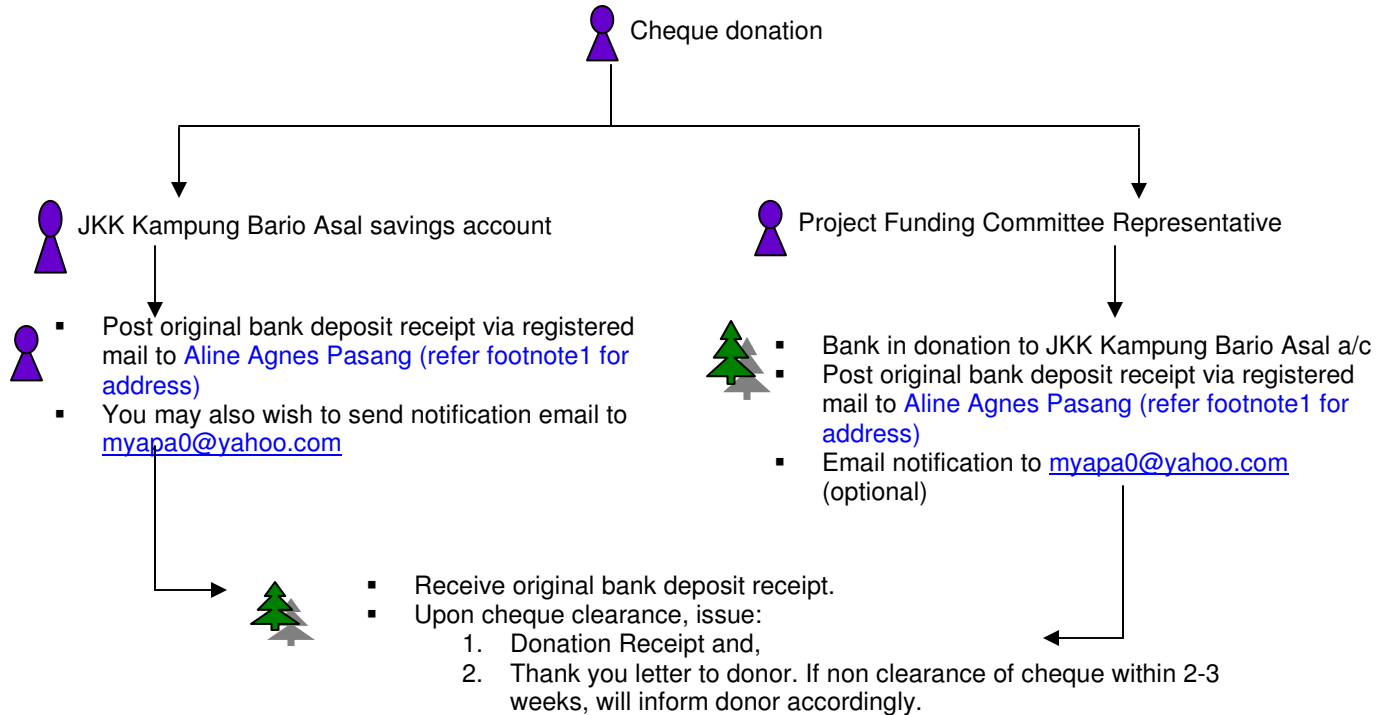 Cheque donation
JKK Kampung Bario Asal savings account
▪ Post original bank deposit receipt via registered
mail to Aline Agnes Pasang (refer footnote1 for
address)
▪ You may also wish to send notification email to
myapa0@yahoo.com
Project Funding Committee Representative
▪ Bank in donation to JKK Kampung Bario Asal a/c
▪ Post original bank deposit receipt via registered
mail to Aline Agnes Pasang (refer footnote1 for
address)
▪ Email notification to myapa0@yahoo.com
(optional)
▪ Receive original bank deposit receipt.
▪ Upon cheque clearance, issue:
1. Donation Receipt and,
2. Thank you letter to donor. If non clearance of cheque within 2-3
weeks, will inform donor accordingly.